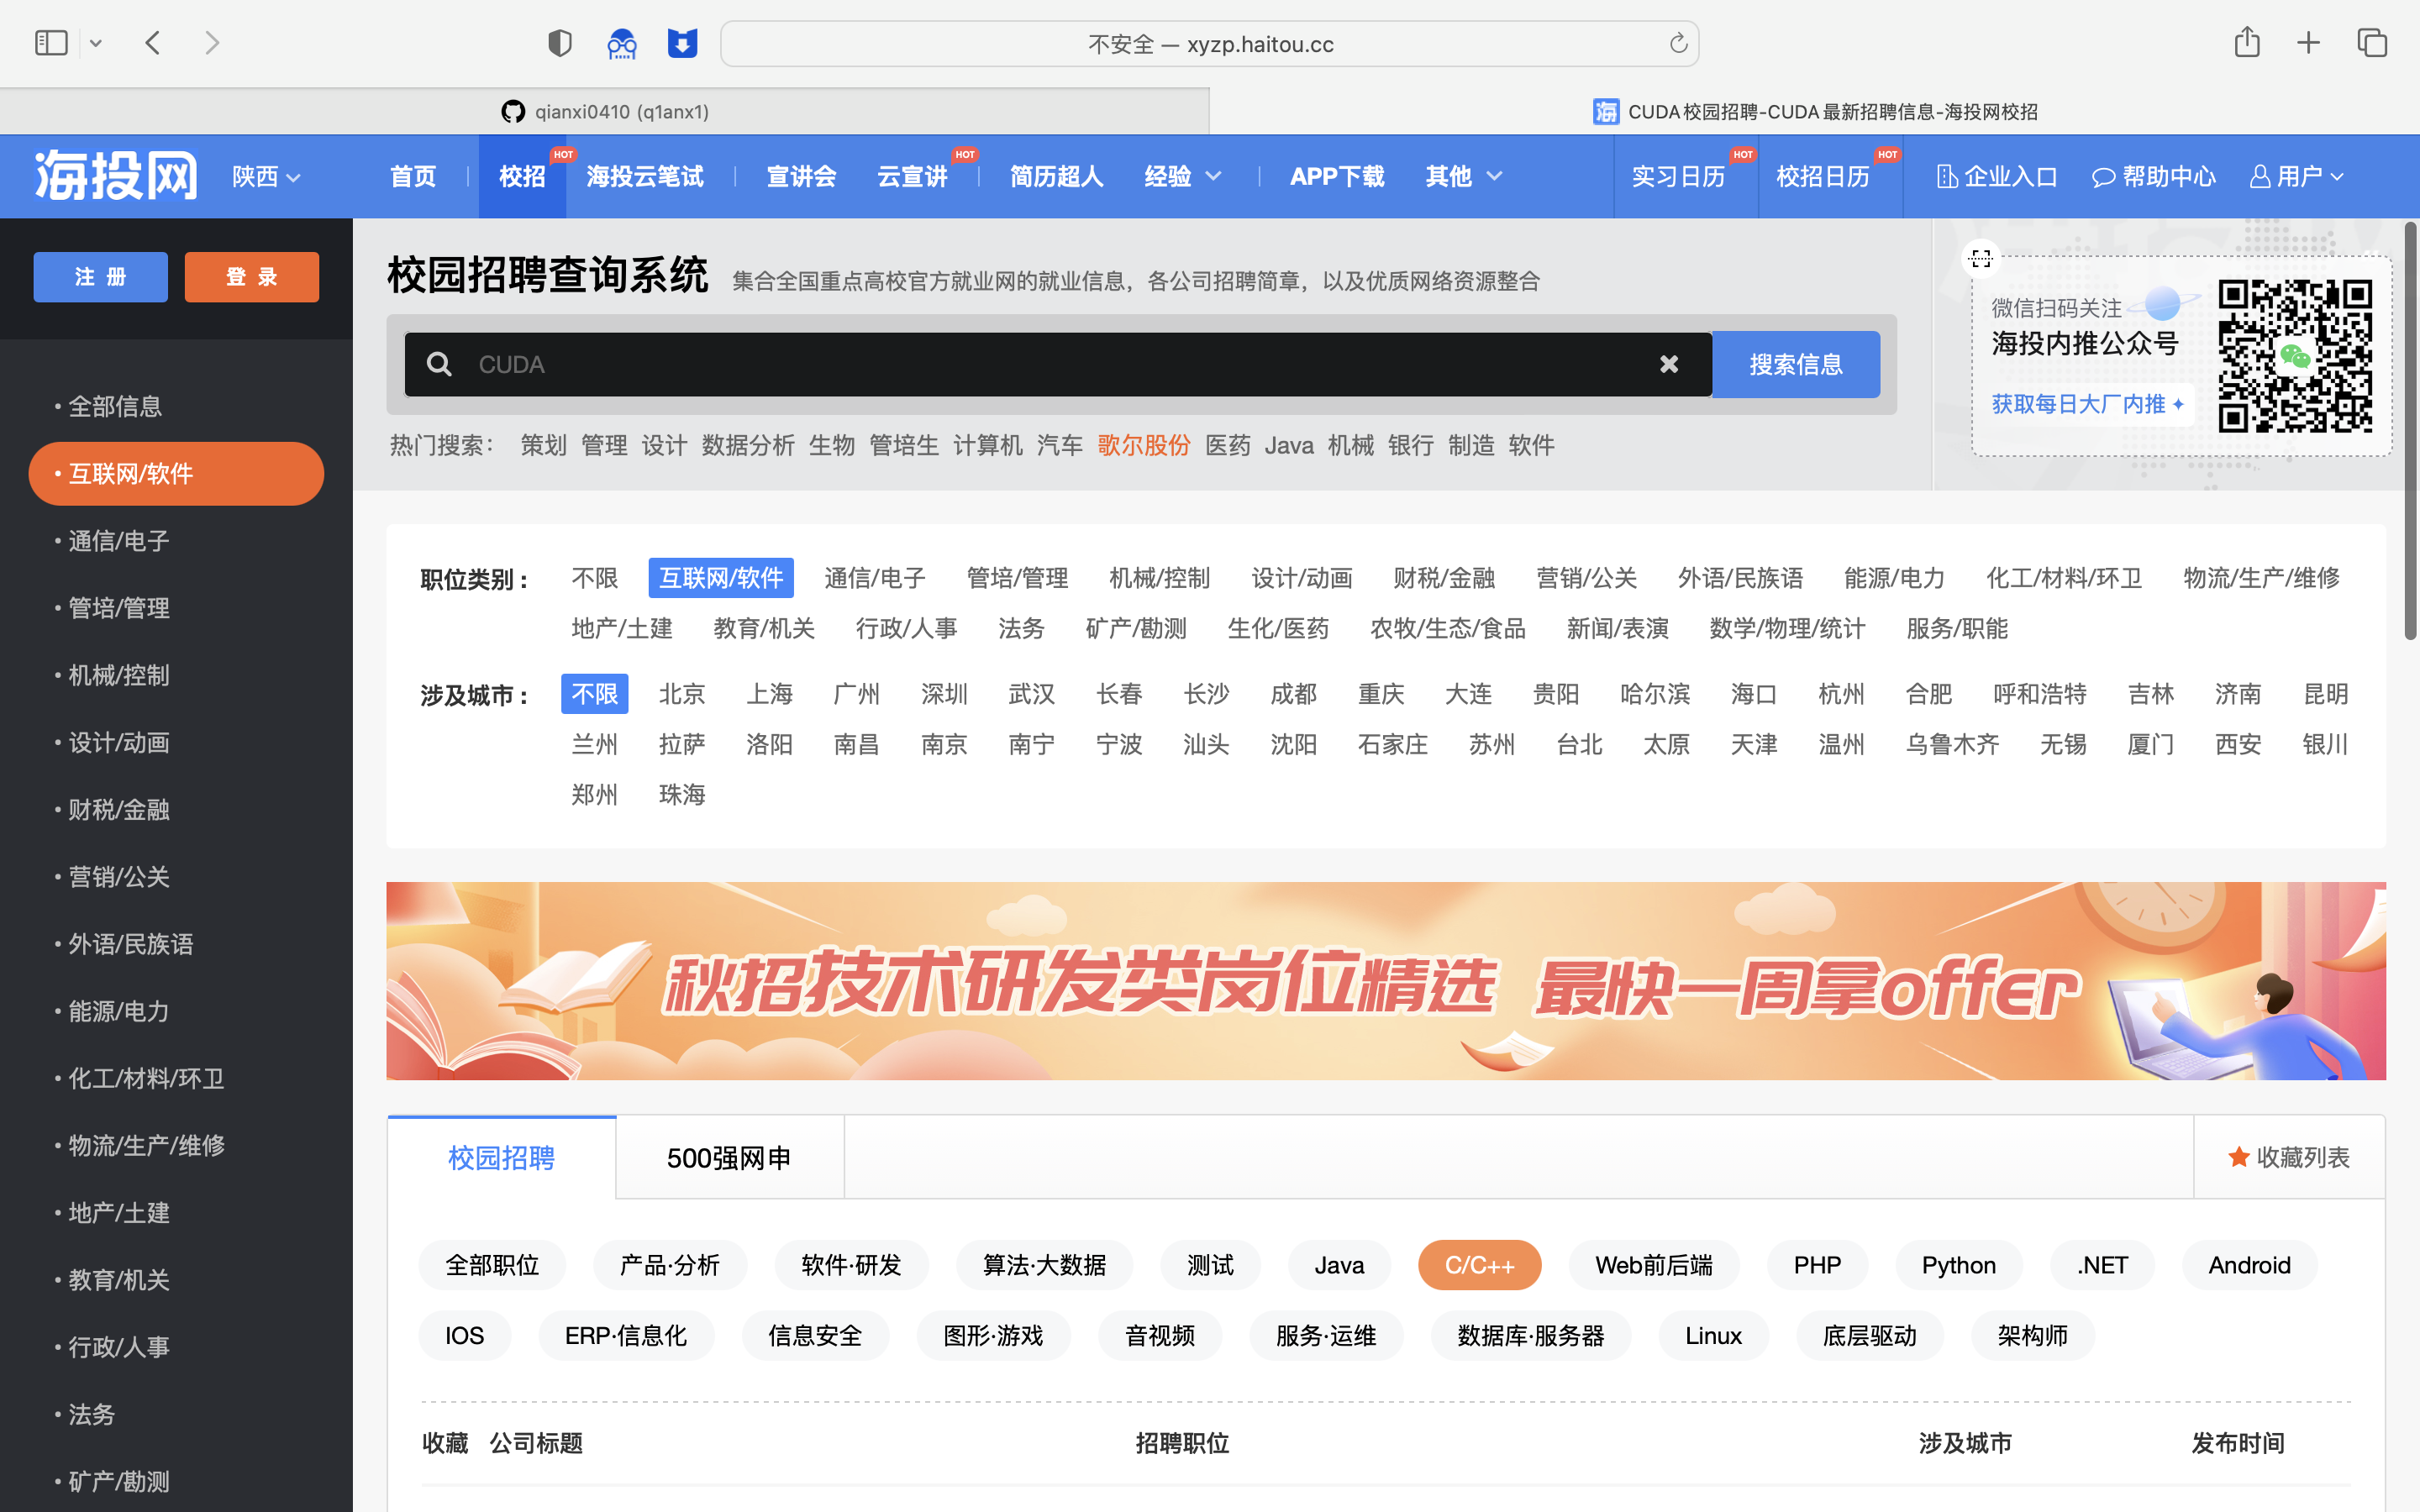 不安全 — xyzp.haitou.cc
qianxi0410 (q1anx1)
海 CUDA校园招聘-CUDA最新招聘信息-海投网校招
海投网 陕西 首页 校招 HOT 海投云笔试 宣讲会 云宣讲 HOT 简历超人 经验 APP下载 其他 实习日历 HOT 校招日历 HOT 企业入口 帮助中心 用户
注 册 登 录
校园招聘查询系统 集合全国重点高校官方就业网的就业信息，各公司招聘简章，以及优质网络资源整合
CUDA 搜索信息
热门搜索： 策划 管理 设计 数据分析 生物 管培生 计算机 汽车 歌尔股份 医药 Java 机械 银行 制造 软件
微信扫码关注
海投内推公众号
获取每日大厂内推
• 全部信息
• 互联网/软件
• 通信/电子
• 管培/管理
• 机械/控制
• 设计/动画
• 财税/金融
• 营销/公关
• 外语/民族语
• 能源/电力
• 化工/材料/环卫
• 物流/生产/维修
• 地产/土建
• 教育/机关
• 行政/人事
• 法务
• 矿产/勘测
职位类别： 不限 互联网/软件 通信/电子 管培/管理 机械/控制 设计/动画 财税/金融 营销/公关 外语/民族语 能源/电力 化工/材料/环卫 物流/生产/维修
地产/土建 教育/机关 行政/人事 法务 矿产/勘测 生化/医药 农牧/生态/食品 新闻/表演 数学/物理/统计 服务/职能
涉及城市： 不限 北京 上海 广州 深圳 武汉 长春 长沙 成都 重庆 大连 贵阳 哈尔滨 海口 杭州 合肥 呼和浩特 吉林 济南 昆明
兰州 拉萨 洛阳 南昌 南京 南宁 宁波 汕头 沈阳 石家庄 苏州 台北 太原 天津 温州 乌鲁木齐 无锡 厦门 西安 银川
郑州 珠海
秋招技术研发类岗位精选 最快一周拿offer
校园招聘 500强网申 收藏列表
全部职位 产品·分析 软件·研发 算法·大数据 测试 Java C/C++ Web前后端 PHP Python .NET Android
IOS ERP·信息化 信息安全 图形·游戏 音视频 服务·运维 数据库·服务器 Linux 底层驱动 架构师
收藏 公司标题 招聘职位 涉及城市 发布时间